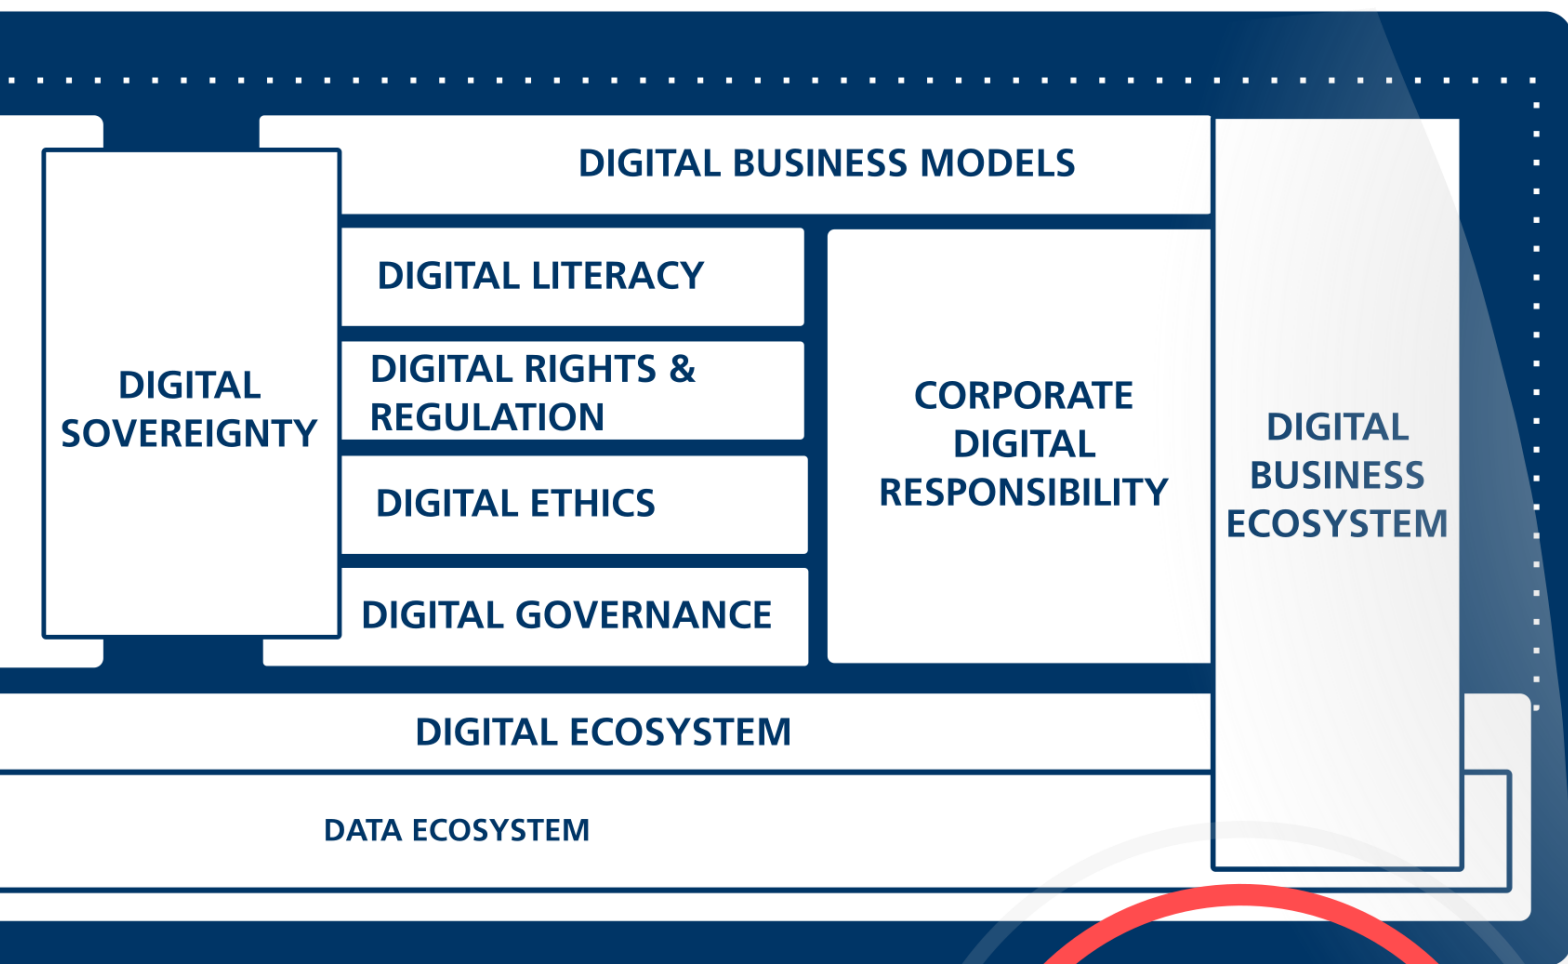 DIGITAL BUSINESS MODELS
DIGITAL LITERACY
DIGITAL RIGHTS &
REGULATION
DIGITAL
SOVEREIGNTY
CORPORATE
DIGITAL
RESPONSIBILITY
DIGITAL
BUSINESS
ECOSYSTEM
DIGITAL ETHICS
DIGITAL GOVERNANCE
DIGITAL ECOSYSTEM
DATA ECOSYSTEM